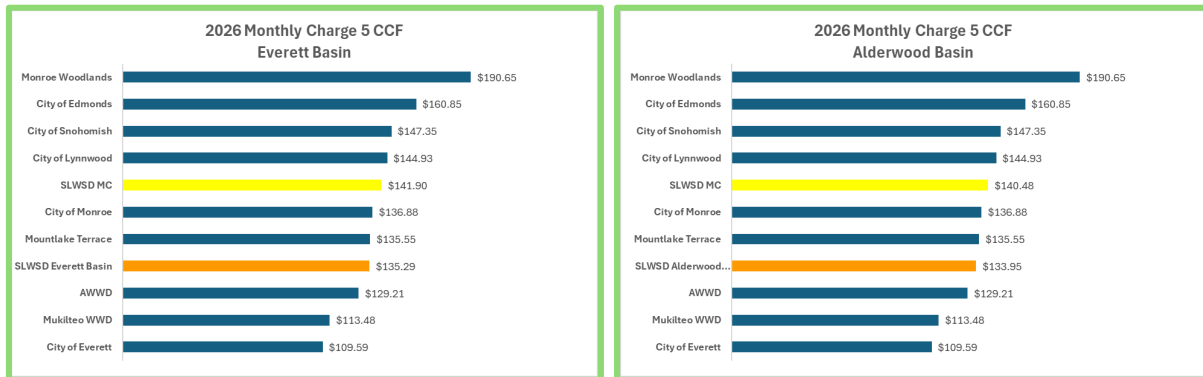 2026 Monthly Charge 5 CCF
Everett Basin
Monroe Woodlands $190.65
City of Edmonds $160.85
City of Snohomish $147.35
City of Lynnwood $144.93
SLWSD MC $141.90
City of Monroe $136.88
Mountlake Terrace $135.55
SLWSD Everett Basin $135.29
AWWD $129.21
Mukilteo WWD $113.48
City of Everett $109.59
2026 Monthly Charge 5 CCF
Alderwood Basin
Monroe Woodlands $190.65
City of Edmonds $160.85
City of Snohomish $147.35
City of Lynnwood $144.93
SLWSD MC $140.48
City of Monroe $136.88
Mountlake Terrace $135.55
SLWSD Alderwood... $133.95
AWWD $129.21
Mukilteo WWD $113.48
City of Everett $109.59